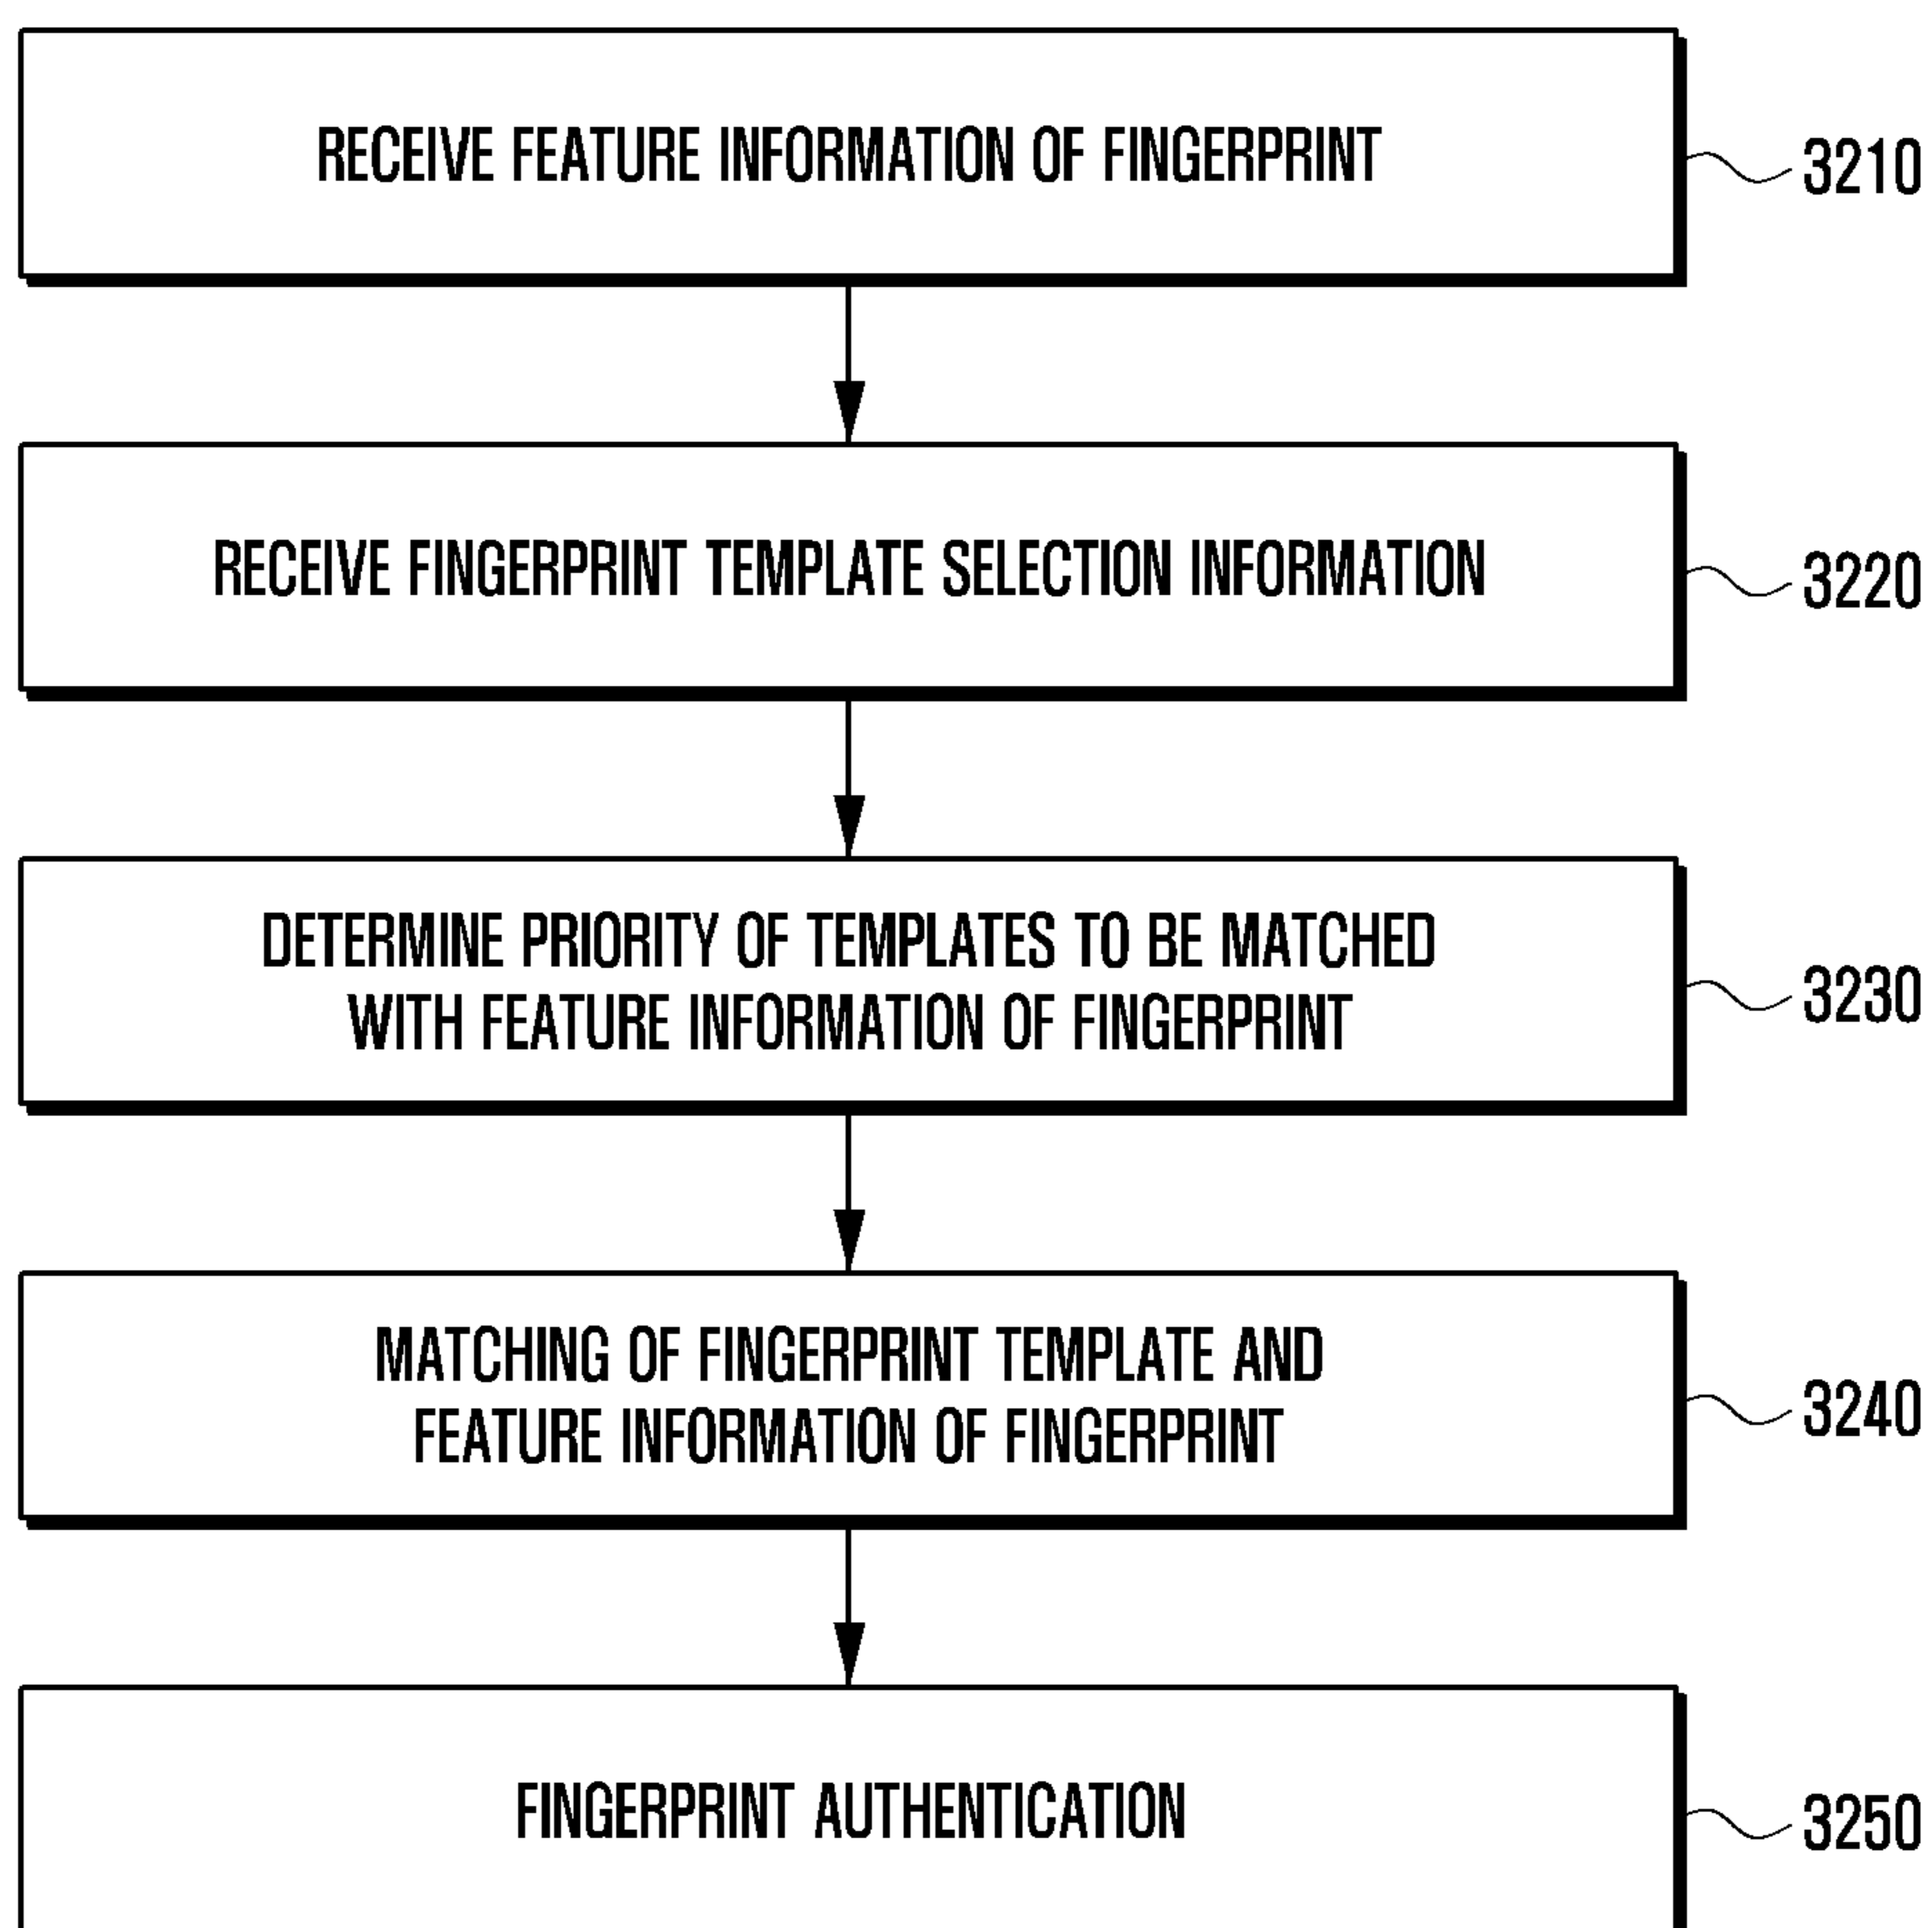 RECEIVE FEATURE INFORMATION OF FINGERPRINT
3210
RECEIVE FINGERPRINT TEMPLATE SELECTION INFORMATION
3220
DETERMINE PRIORITY OF TEMPLATES TO BE MATCHED
WITH FEATURE INFORMATION OF FINGERPRINT
3230
MATCHING OF FINGERPRINT TEMPLATE AND
FEATURE INFORMATION OF FINGERPRINT
3240
FINGERPRINT AUTHENTICATION
3250